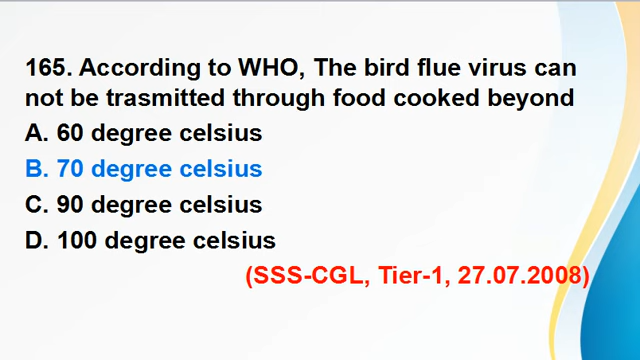 165. According to WHO, The bird flue virus can
not be trasmitted through food cooked beyond
A. 60 degree celsius
B. 70 degree celsius
C. 90 degree celsius
D. 100 degree celsius
(SSS-CGL, Tier-1, 27.07.2008)